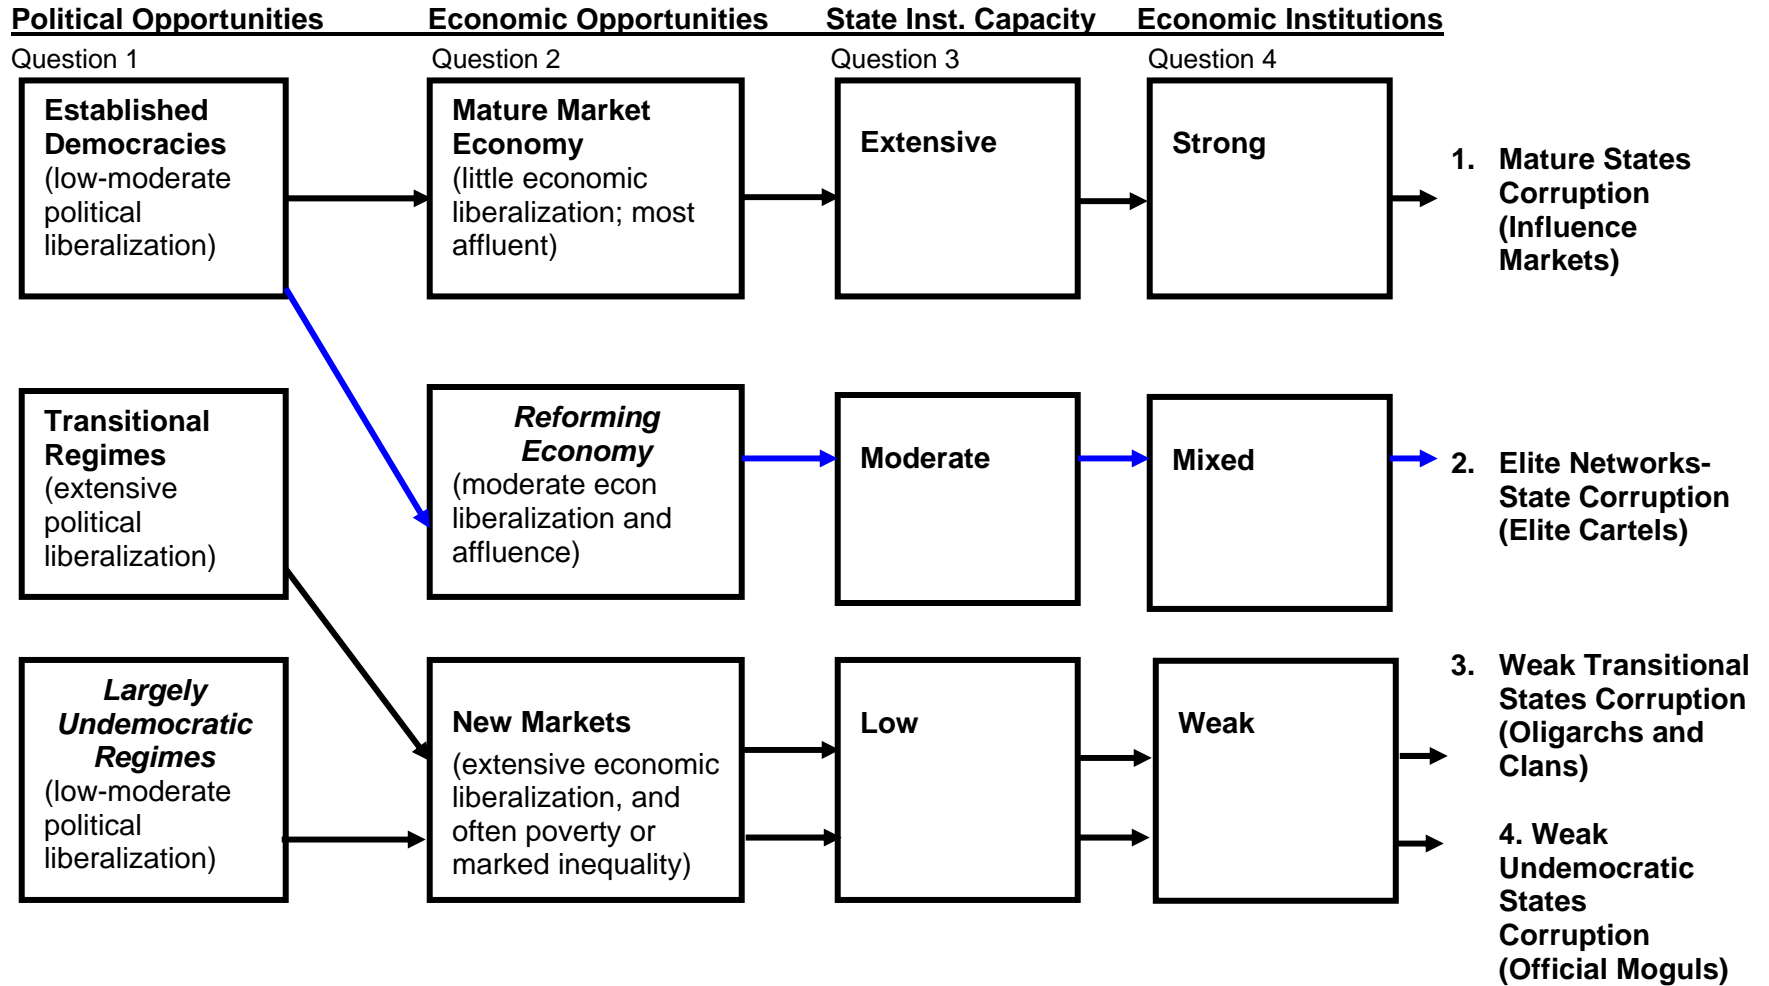 Political Opportunities
Economic Opportunities
State Inst. Capacity
Economic Institutions
Question 1
Question 2
Question 3
Question 4
Established
Democracies
(low-moderate
political
liberalization)
Mature Market
Economy
(little economic
liberalization; most
affluent)
Extensive
Strong
1. Mature States
Corruption
(Influence
Markets)
Transitional
Regimes
(extensive
political
liberalization)
Reforming
Economy
(moderate econ
liberalization and
affluence)
Moderate
Mixed
2. Elite Networks-
State Corruption
(Elite Cartels)
Largely
Undemocratic
Regimes
(low-moderate
political
liberalization)
New Markets
(extensive economic
liberalization, and
often poverty or
marked inequality)
Low
Weak
3. Weak Transitional
States Corruption
(Oligarchs and
Clans)
4. Weak
Undemocratic
States
Corruption
(Official Moguls)